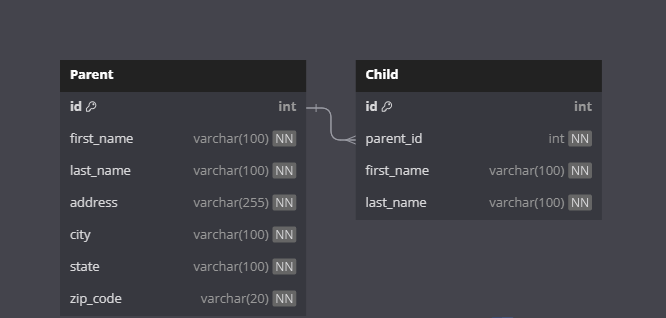 Parent
id int
first_name varchar(100) NN
last_name varchar(100) NN
address varchar(255) NN
city varchar(100) NN
state varchar(100) NN
zip_code varchar(20) NN
Child
id int
parent_id int NN
first_name varchar(100) NN
last_name varchar(100) NN